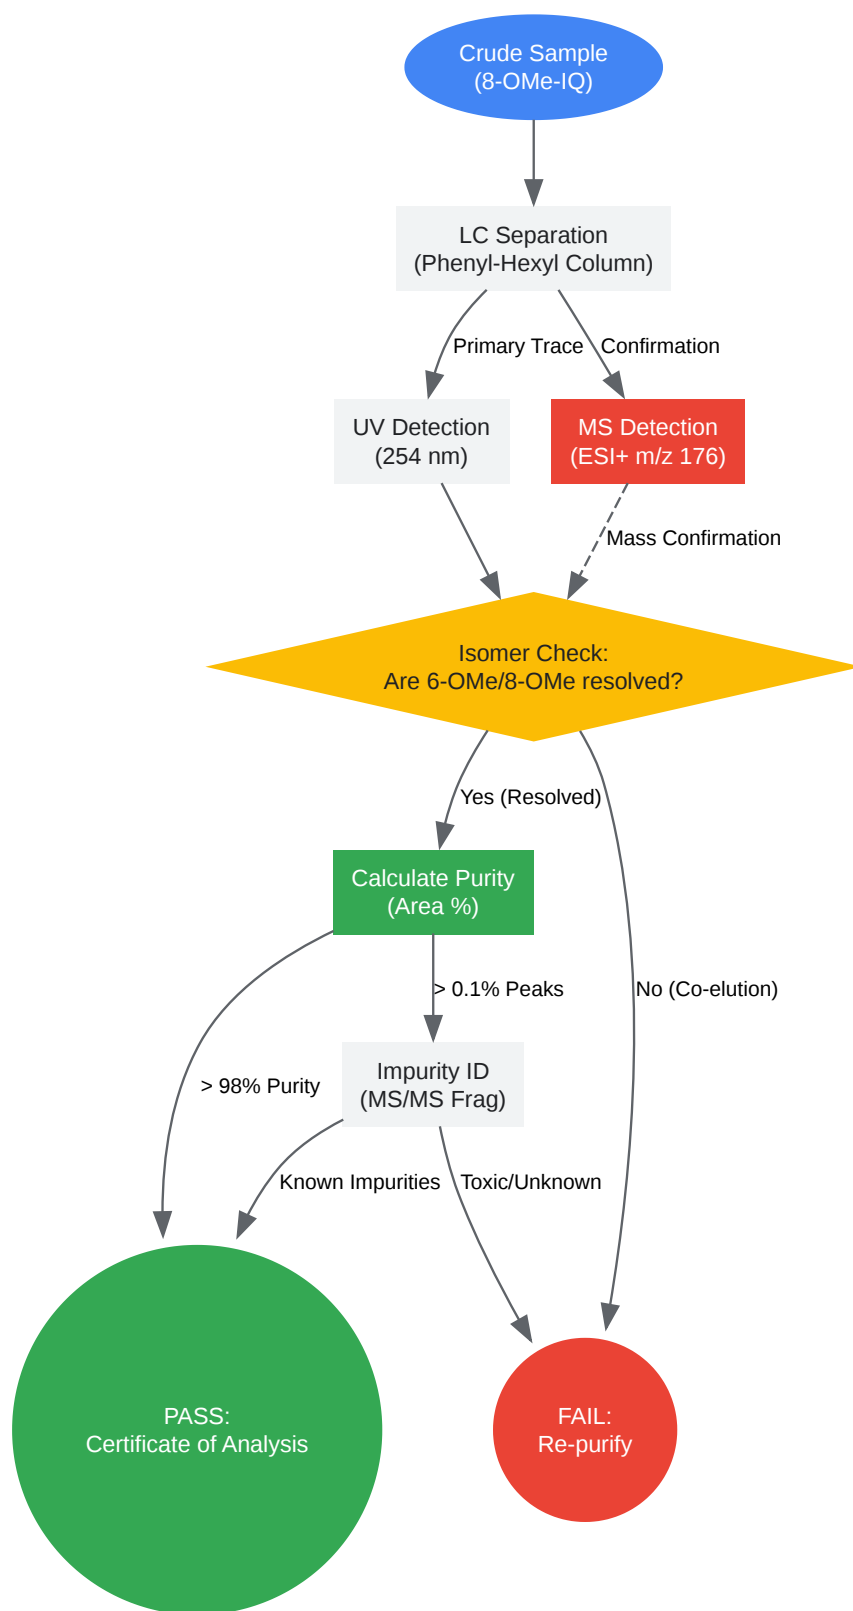 Crude Sample
(8-OMe-IQ)
LC Separation
(Phenyl-Hexyl Column)
Primary Trace
Confirmation
UV Detection
(254 nm)
MS Detection
(ESI+ m/z 176)
Mass Confirmation
Isomer Check:
Are 6-OMe/8-OMe resolved?
Yes (Resolved)
Calculate Purity
(Area %)
> 0.1% Peaks
No (Co-elution)
Impurity ID
(MS/MS Frag)
> 98% Purity
Known Impurities
Toxic/Unknown
PASS:
Certificate of Analysis
FAIL:
Re-purify